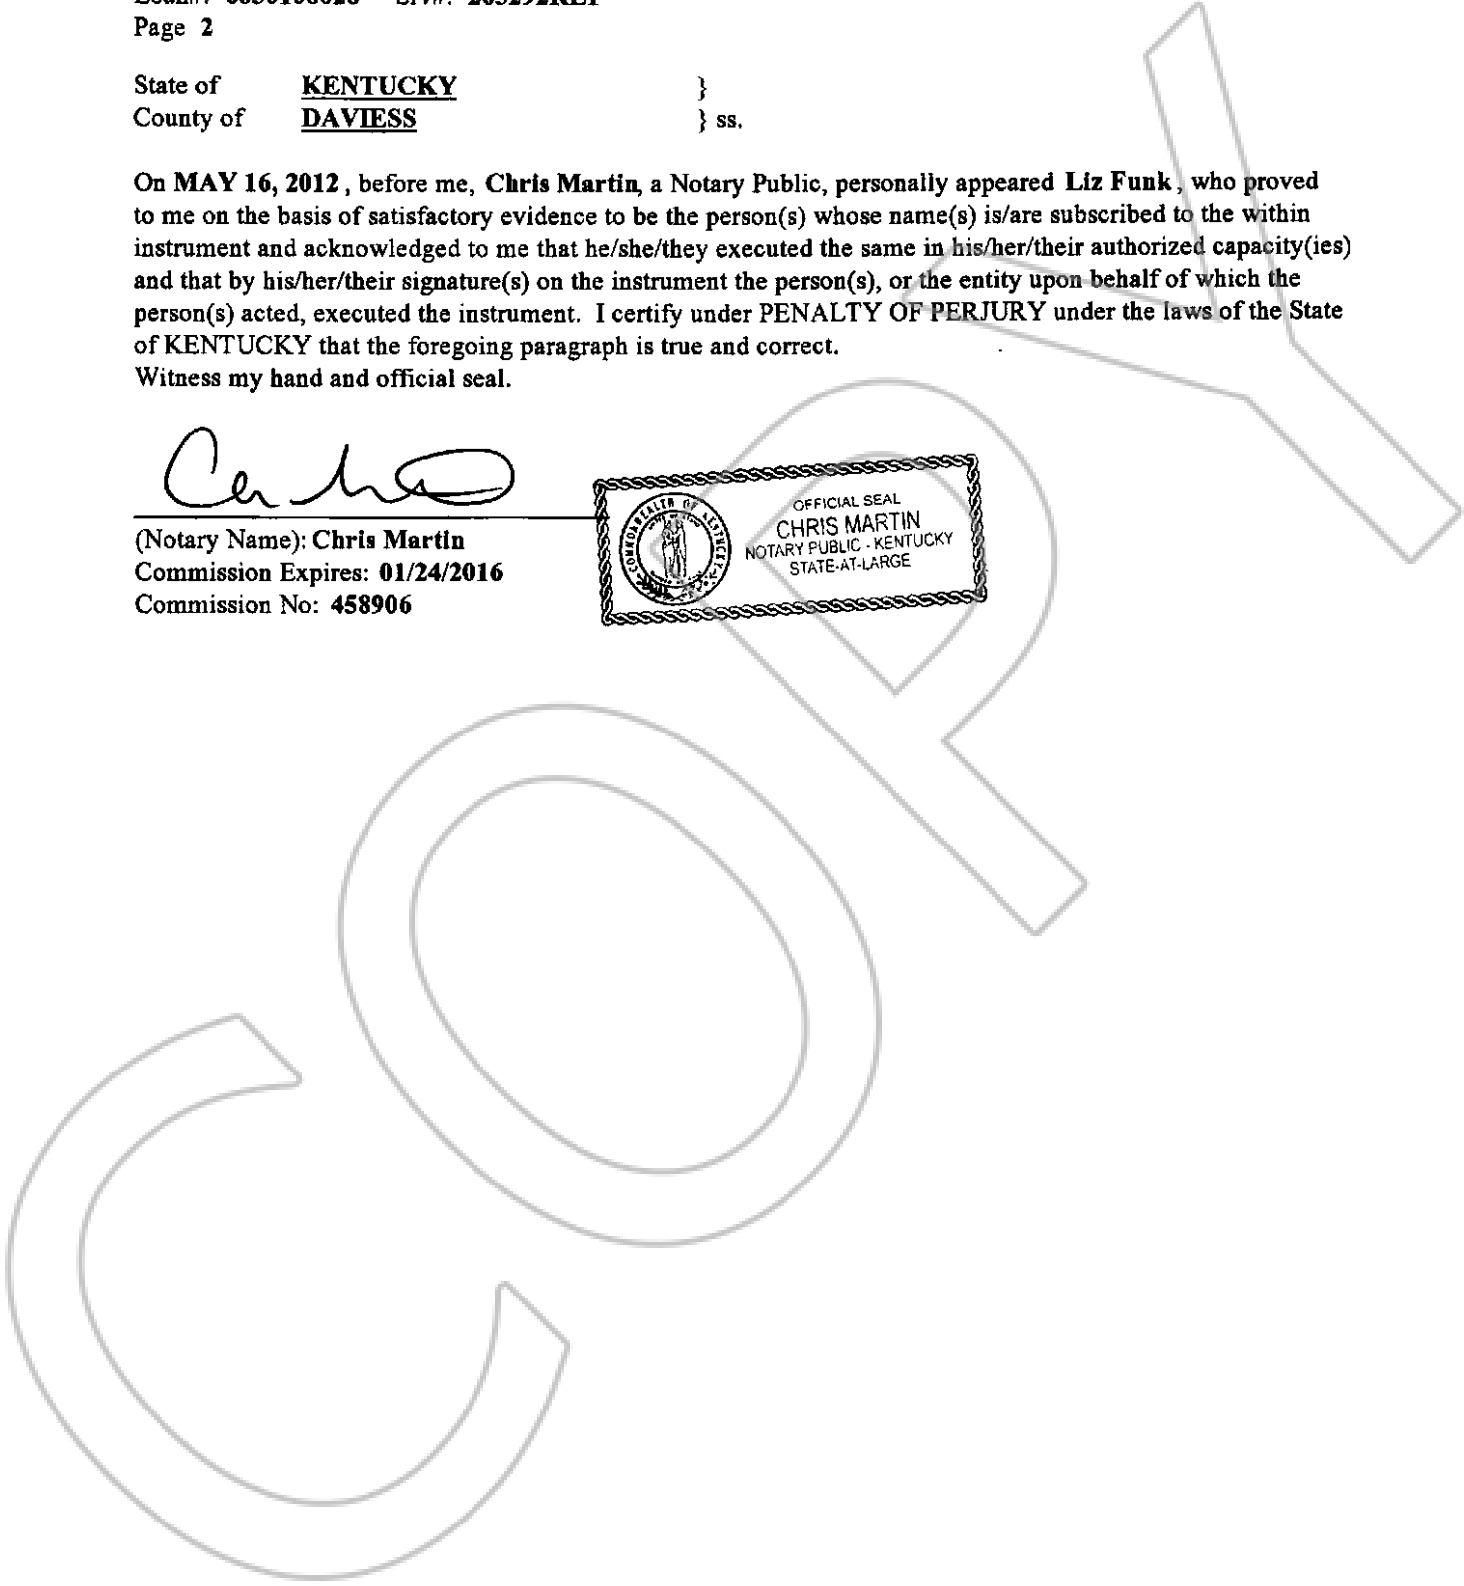 Page 2
State of KENTUCKY }
County of DAVIESS } ss.
On MAY 16, 2012 , before me, Chris Martin, a Notary Public, personally appeared Liz Funk , who proved
to me on the basis of satisfactory evidence to be the person(s) whose name(s) is/are subscribed to the within
instrument and acknowledged to me that he/she/they executed the same in his/her/their authorized capacity(ies)
and that by his/her/their signature(s) on the instrument the person(s), or the entity upon behalf of which the
person(s) acted, executed the instrument. I certify under PENALTY OF PERJURY under the laws of the State
of KENTUCKY that the foregoing paragraph is true and correct.
Witness my hand and official seal.
(Notary Name): Chris Martin
Commission Expires: 01/24/2016
Commission No: 458906
OFFICIAL SEAL
CHRIS MARTIN
NOTARY PUBLIC - KENTUCKY
STATE-AT-LARGE
COMMONWEALTH OF KENTUCKY
COPY